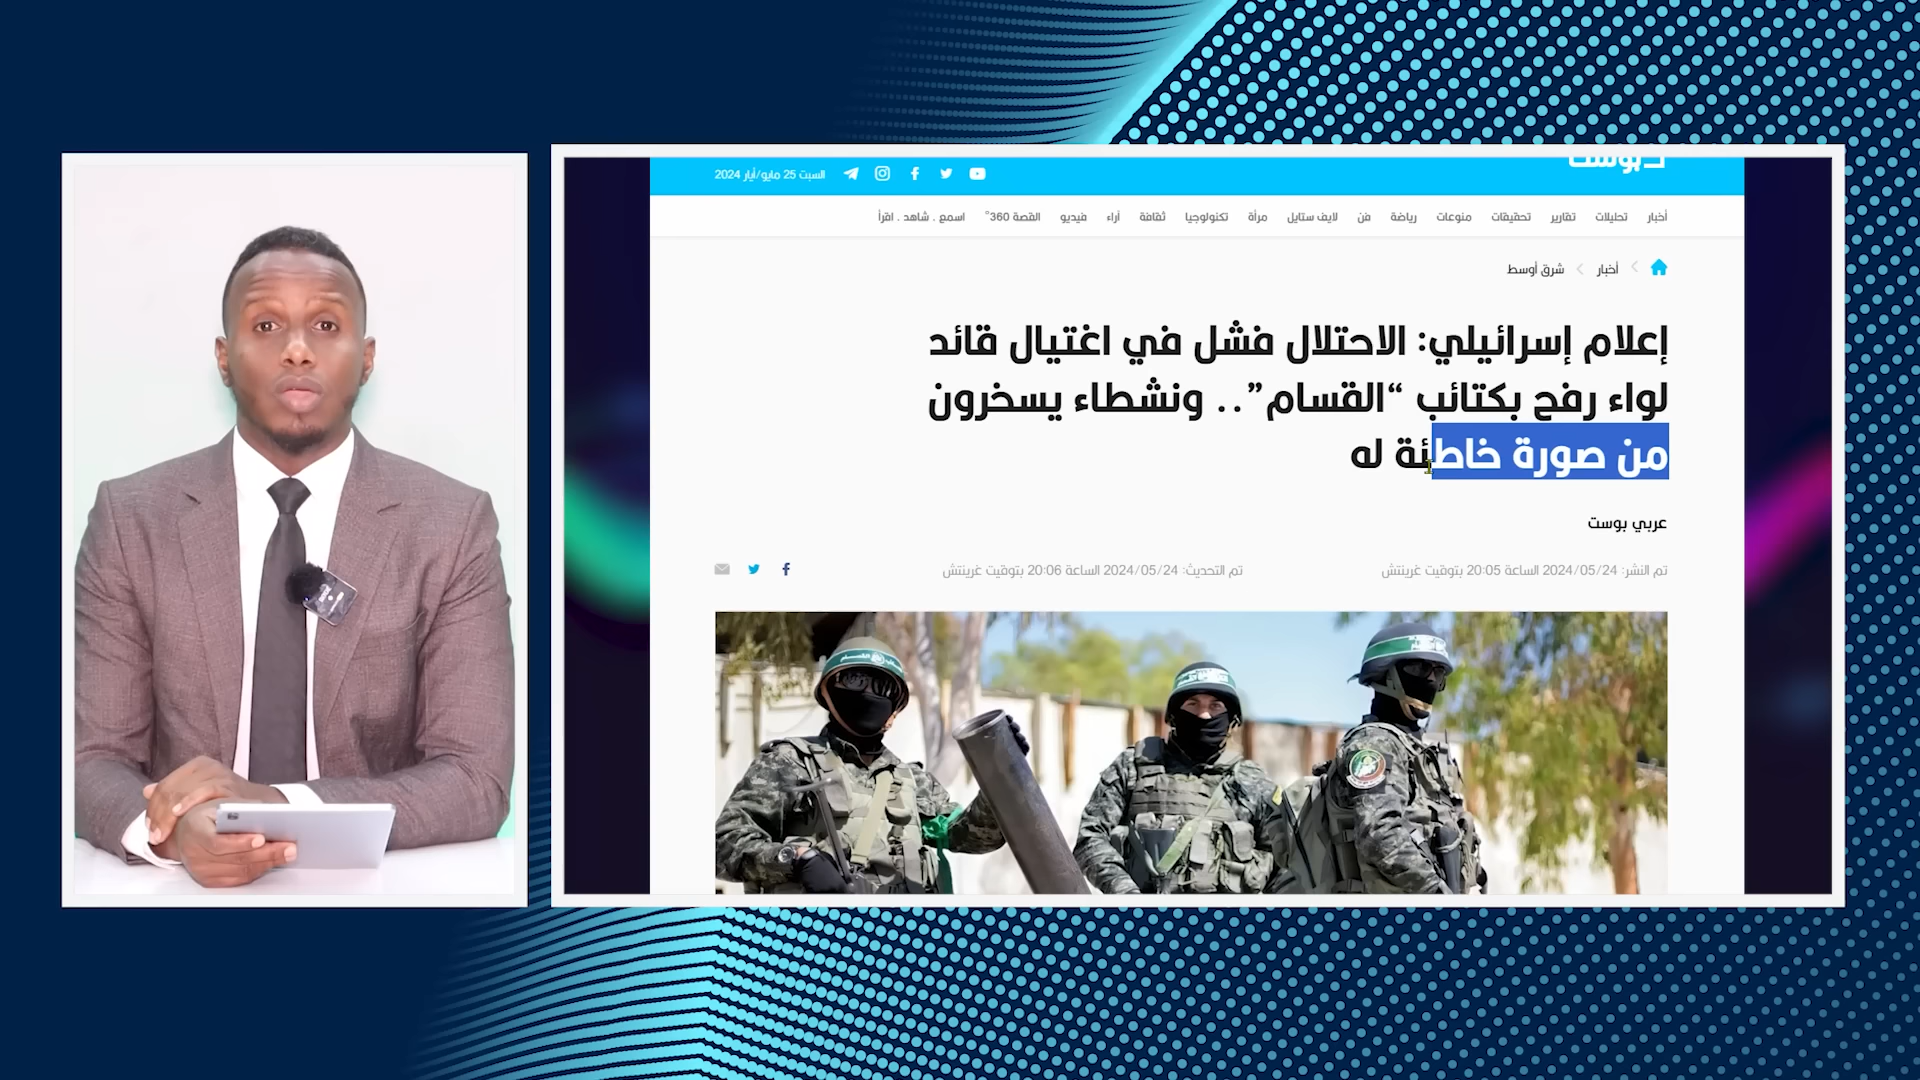 السبت 25 مايو/أيار 2024
أخبار تحليلات تقارير تحقيقات منوعات رياضة فن لايف ستايل مرأة تكنولوجيا ثقافة آراء فيديو القصة 360° اسمع . شاهد . اقرأ
أخبار شرق أوسط
إعلام إسرائيلي: الاحتلال فشل في اغتيال قائد
لواء رفح بكتائب “القسام”.. ونشطاء يسخرون
من صورة خاطئة له
عربي بوست
تم النشر: 2024/05/24 الساعة 20:05 بتوقيت غرينتش
تم التحديث: 2024/05/24 الساعة 20:06 بتوقيت غرينتش